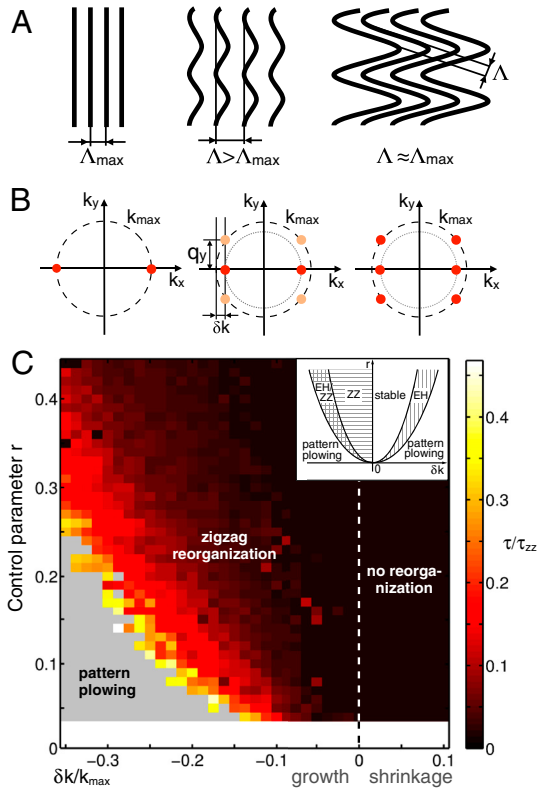 A
Λmax
Λ>Λmax
Λ≈Λmax
Λ
B
ky
kmax
kx
ky
kmax
qy
kx
δk
ky
kmax
kx
C
Control parameter r
0.4
0.3
0.2
0.1
0
pattern
plowing
zigzag
reorganization
no reorga-
nization
r
EH
ZZ
ZZ
stable
EH
pattern
plowing
pattern
plowing
0
δk
0.4
0.3
0.2
0.1
0
τ/τzz
−0.3
−0.2
−0.1
0
0.1
δk/kmax
growth
shrinkage